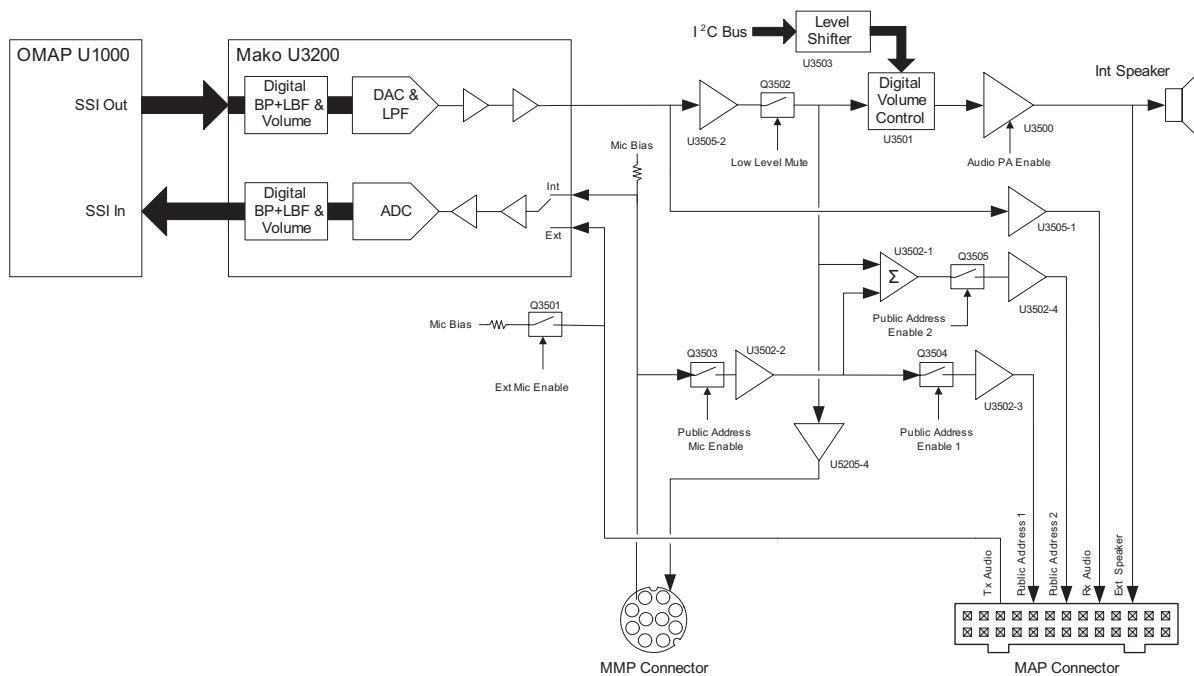 OMAP U1000
SSI Out
SSI In
Mako U3200
Digital
BP+LBF &
Volume
DAC &
LPF
Digital
BP+LBF &
Volume
ADC
Int
Ext
Mic Bias
I ²C Bus
Level
Shifter
U3503
Q3502
U3505-2
Low Level Mute
Digital
Volume
Control
U3501
U3500
Audio PA Enable
Int Speaker
U3505-1
U3502-1
Σ
Q3505
Public Address
Enable 2
U3502-4
Mic Bias
Q3501
Ext Mic Enable
Q3503
U3502-2
Public Address
Mic Enable
Q3504
U3502-3
Public Address
Enable 1
U5205-4
Tx Audio
Public Address 1
Public Address 2
Rx Audio
Ext Speaker
MMP Connector
MAP Connector